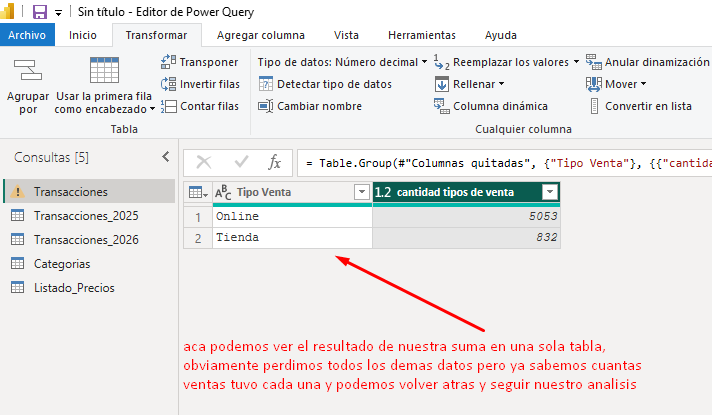 Sin título - Editor de Power Query
Archivo Inicio Transformar Agregar columna Vista Herramientas Ayuda
Agrupar por
Usar la primera fila como encabezado
Transponer
Invertir filas
Contar filas
Tabla
Tipo de datos: Número decimal
Detectar tipo de datos
Cambiar nombre
Reemplazar los valores
Rellenar
Columna dinámica
Anular dinamización
Mover
Convertir en lista
Cualquier columna
Consultas [5]
Transacciones
Transacciones_2025
Transacciones_2026
Categorias
Listado_Precios
fx = Table.Group(#"Columnas quitadas", {"Tipo Venta"}, {{"cantida
ABC Tipo Venta 1.2 cantidad tipos de venta
1 Online 5053
2 Tienda 832
aca podemos ver el resultado de nuestra suma en una sola tabla,
obviamente perdimos todos los demas datos pero ya sabemos cuantas
ventas tuvo cada una y podemos volver atras y seguir nuestro analisis